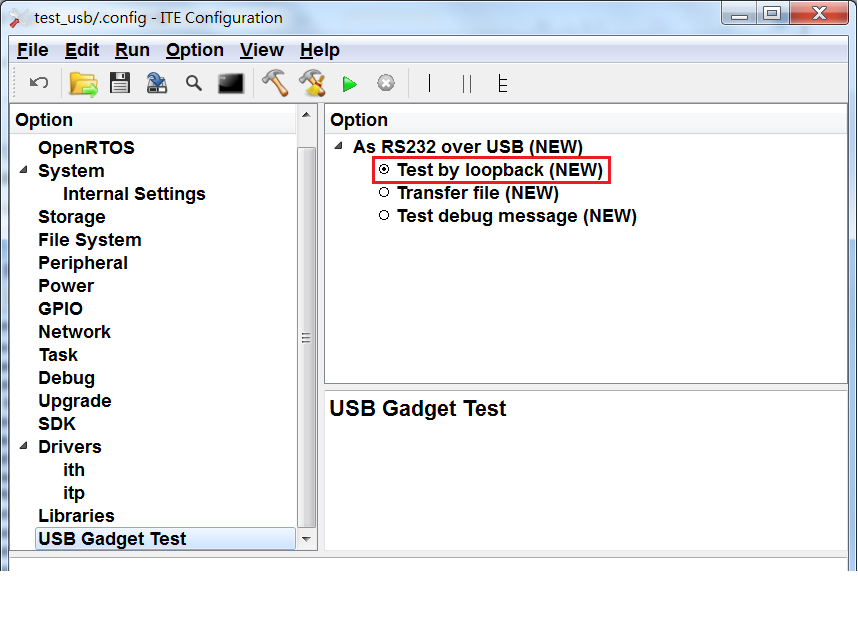 test_usb/.config - ITE Configuration
File Edit Run Option View Help
Option
OpenRTOS
System
Internal Settings
Storage
File System
Peripheral
Power
GPIO
Network
Task
Debug
Upgrade
SDK
Drivers
ith
itp
Libraries
USB Gadget Test
Option
As RS232 over USB (NEW)
Test by loopback (NEW)
Transfer file (NEW)
Test debug message (NEW)
USB Gadget Test